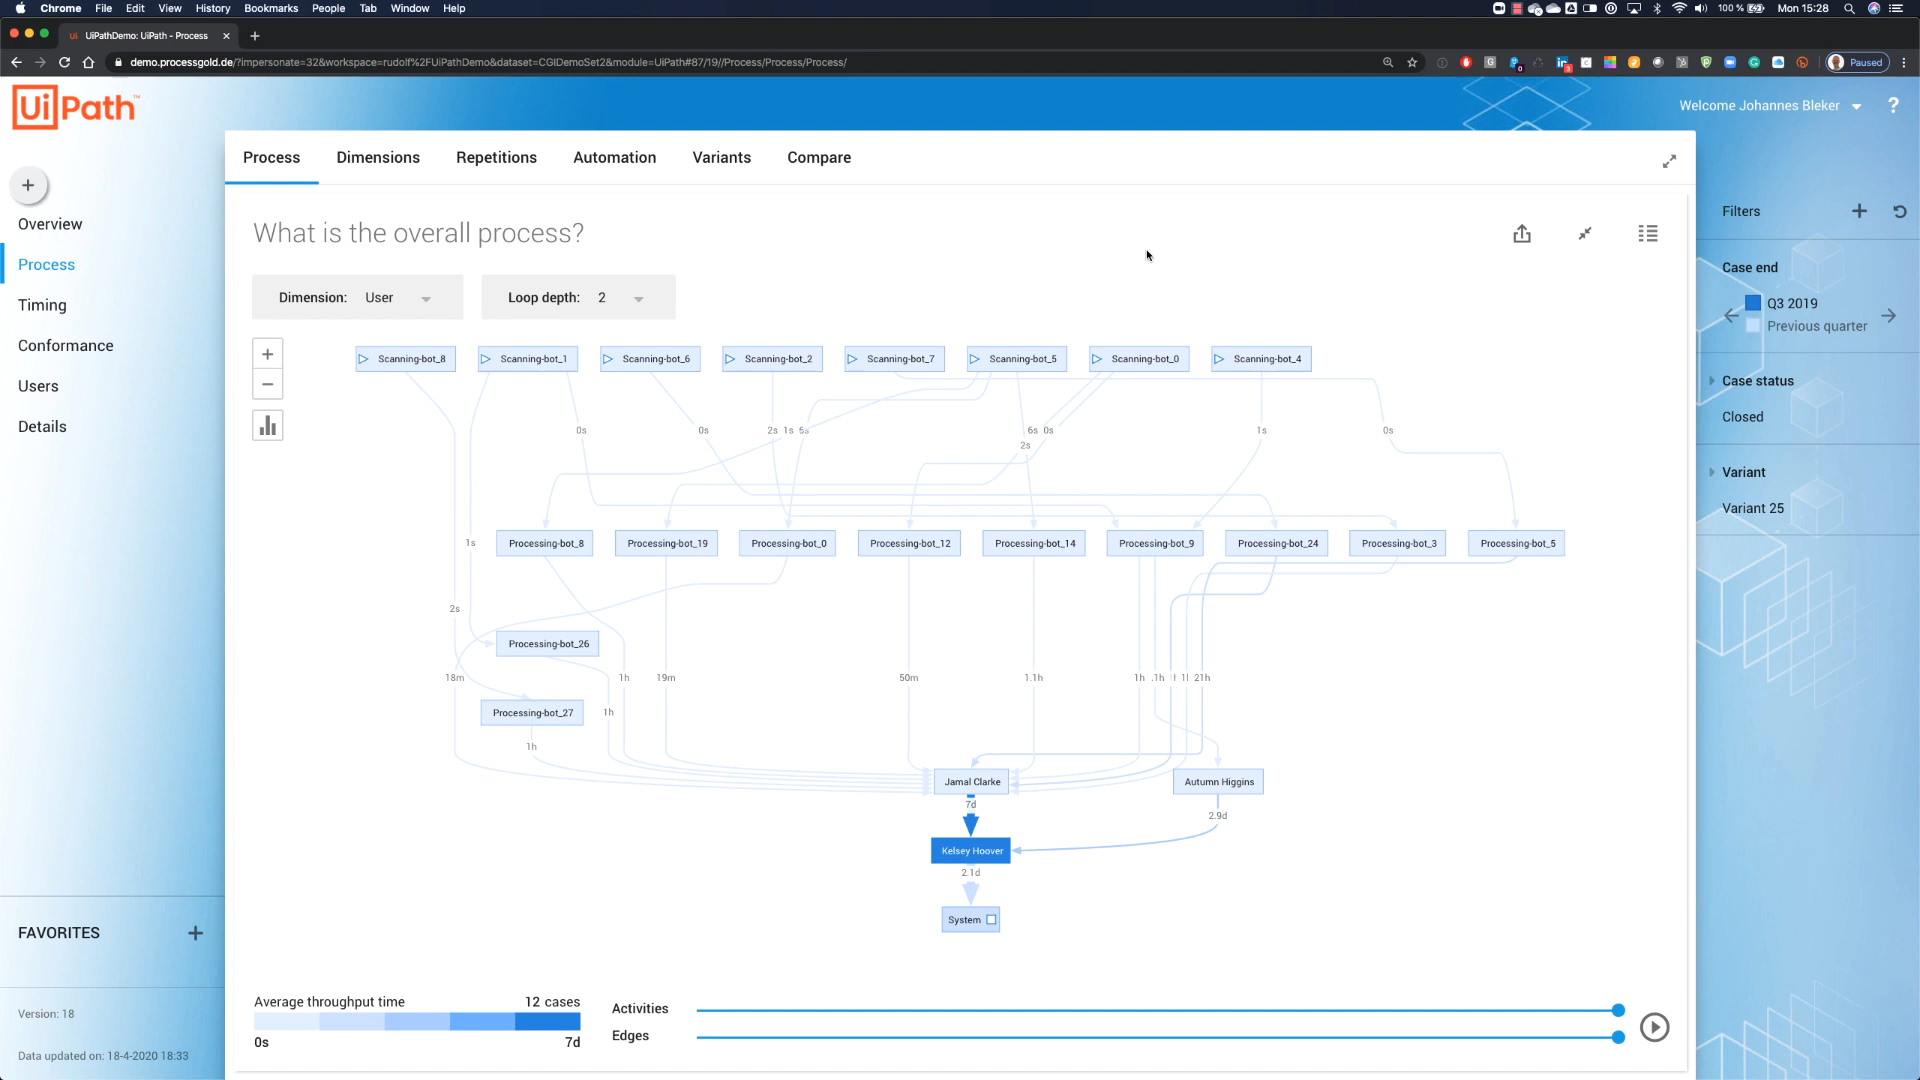 Chrome File Edit View History Bookmarks People Tab Window Help
100 % Mon 15:28
UiPathDemo: UiPath - Process
demo.processgold.de/?impersonate=32&workspace=rudolf%2FUiPathDemo&dataset=CGIDemoSet2&module=UiPath#87/19//Process/Process/Process/
Paused
UiPath
Welcome Johannes Bleker ?
Process Dimensions Repetitions Automation Variants Compare
Overview
Process
Timing
Conformance
Users
Details
What is the overall process?
Dimension: User
Loop depth: 2
Scanning-bot_8 Scanning-bot_1 Scanning-bot_6 Scanning-bot_2 Scanning-bot_7 Scanning-bot_5 Scanning-bot_0 Scanning-bot_4
0s 0s 2s 1s 6s 6s 0s 1s 0s
2s
Processing-bot_8 Processing-bot_19 Processing-bot_0 Processing-bot_12 Processing-bot_14 Processing-bot_9 Processing-bot_24 Processing-bot_3 Processing-bot_5
1s
2s
Processing-bot_26
18m 1h 19m 50m 1.1h 1h .1h 21h
Processing-bot_27 1h
1h
Jamal Clarke Autumn Higgins
7d
2.9d
Kelsey Hoover
2.1d
System
Average throughput time 12 cases
0s 7d
Activities
Edges
Filters
Case end
Q3 2019
Previous quarter
Case status
Closed
Variant
Variant 25
FAVORITES
Version: 18
Data updated on: 18-4-2020 18:33